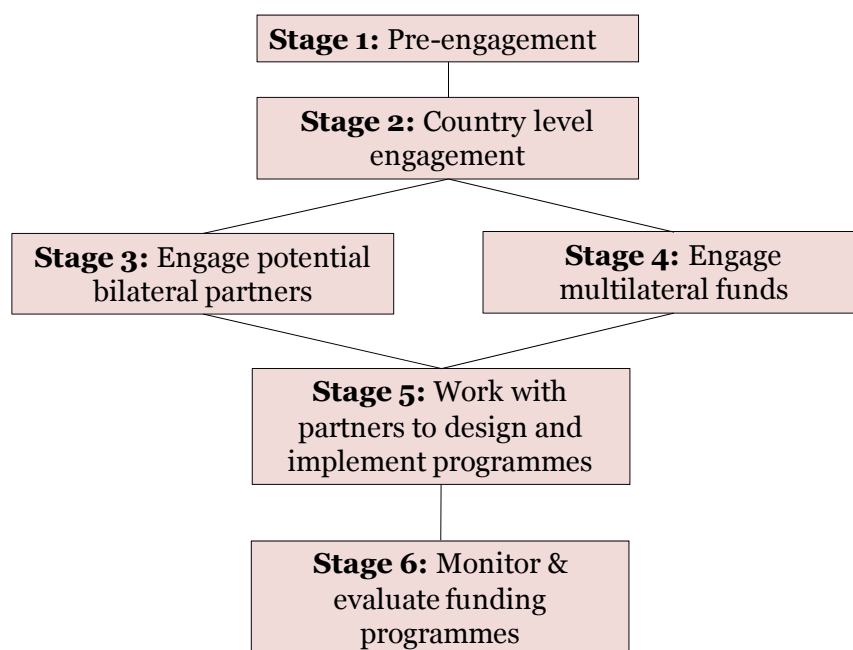 Stage 1: Pre-engagement
Stage 2: Country level
engagement
Stage 3: Engage potential
bilateral partners
Stage 4: Engage
multilateral funds
Stage 5: Work with
partners to design and
implement programmes
Stage 6: Monitor &
evaluate funding
programmes